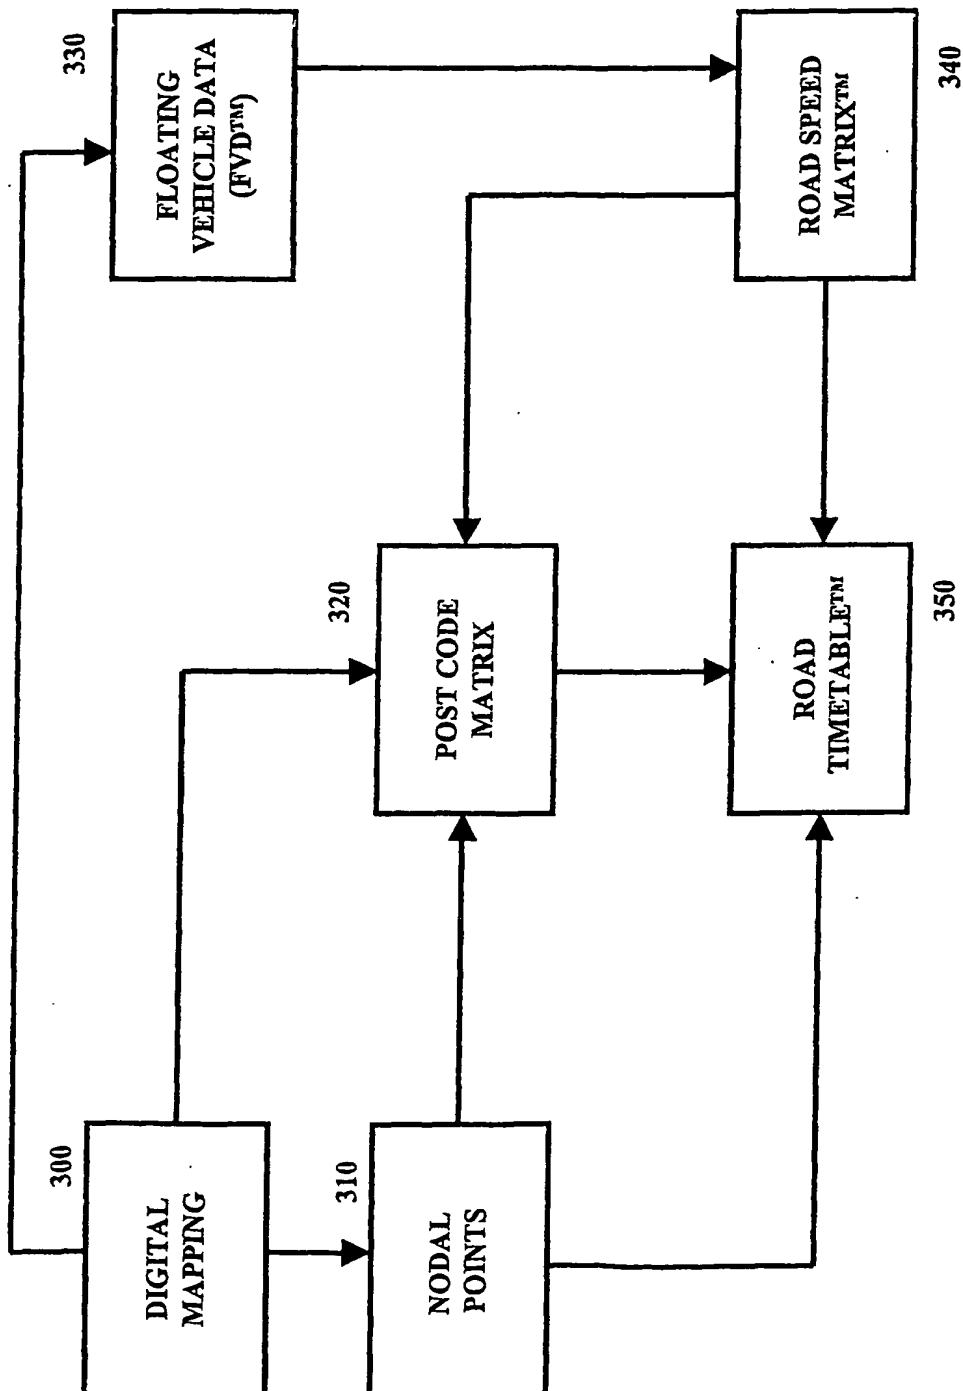 300
DIGITAL
MAPPING
310
NODAL
POINTS
320
POST CODE
MATRIX
330
FLOATING
VEHICLE DATA
(FVD™)
ROAD SPEED
MATRIX™
340
ROAD
TIMETABLE™
350